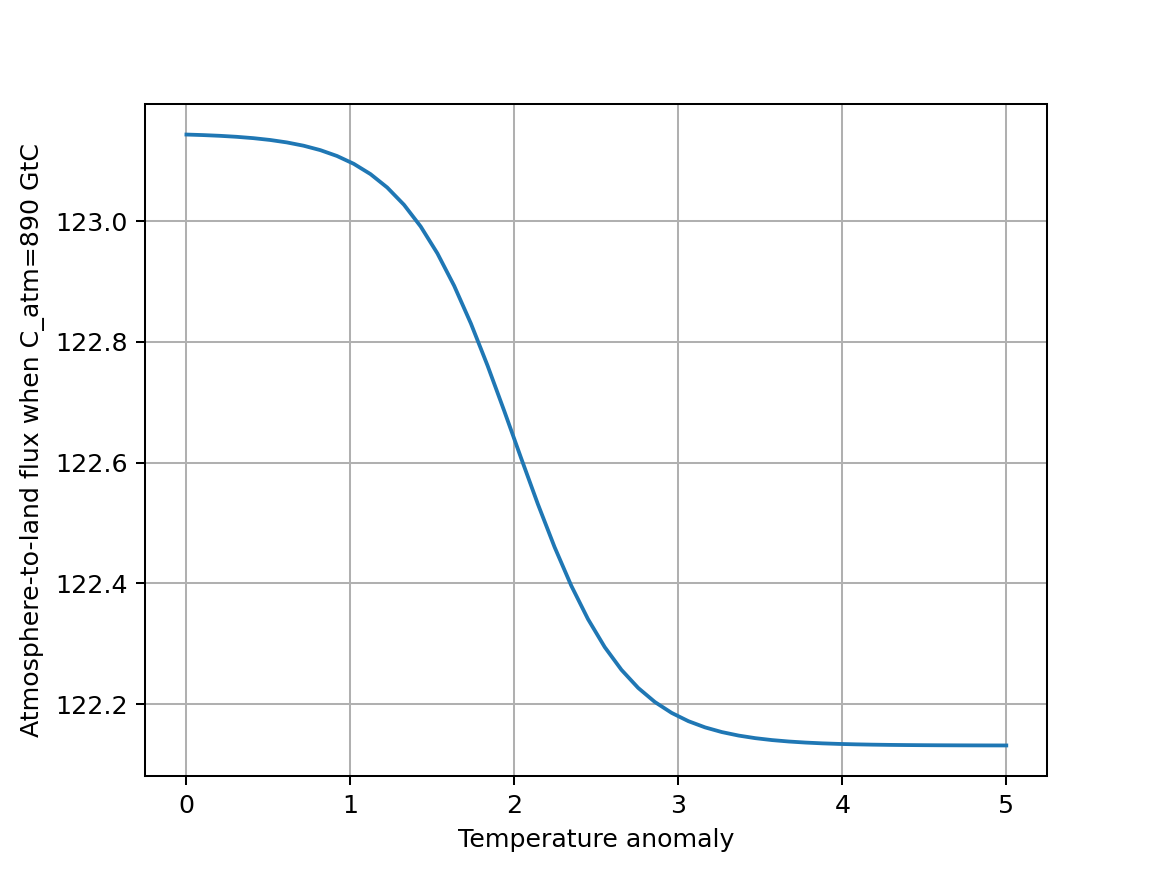 Atmosphere-to-land flux when C_atm=890 GtC
123.0
122.8
122.6
122.4
122.2
0 1 2 3 4 5
Temperature anomaly